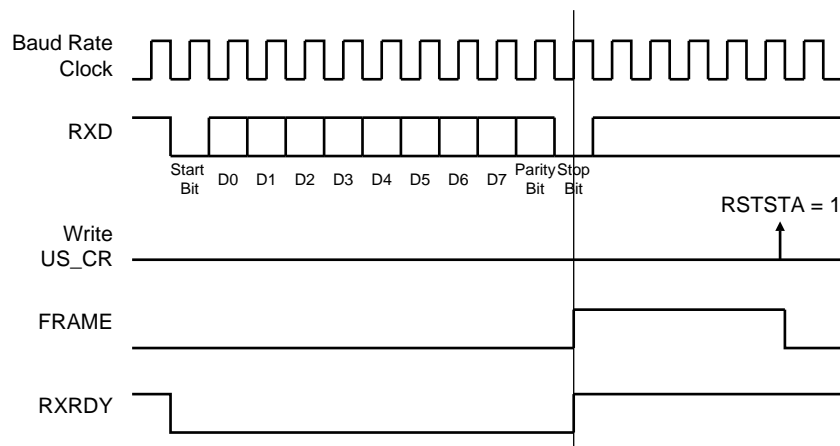 Baud Rate
Clock
RXD
Start
Bit
D0 D1 D2 D3 D4 D5 D6 D7
Parity
Bit
Stop
Bit
RSTSTA = 1
Write
US_CR
FRAME
RXRDY